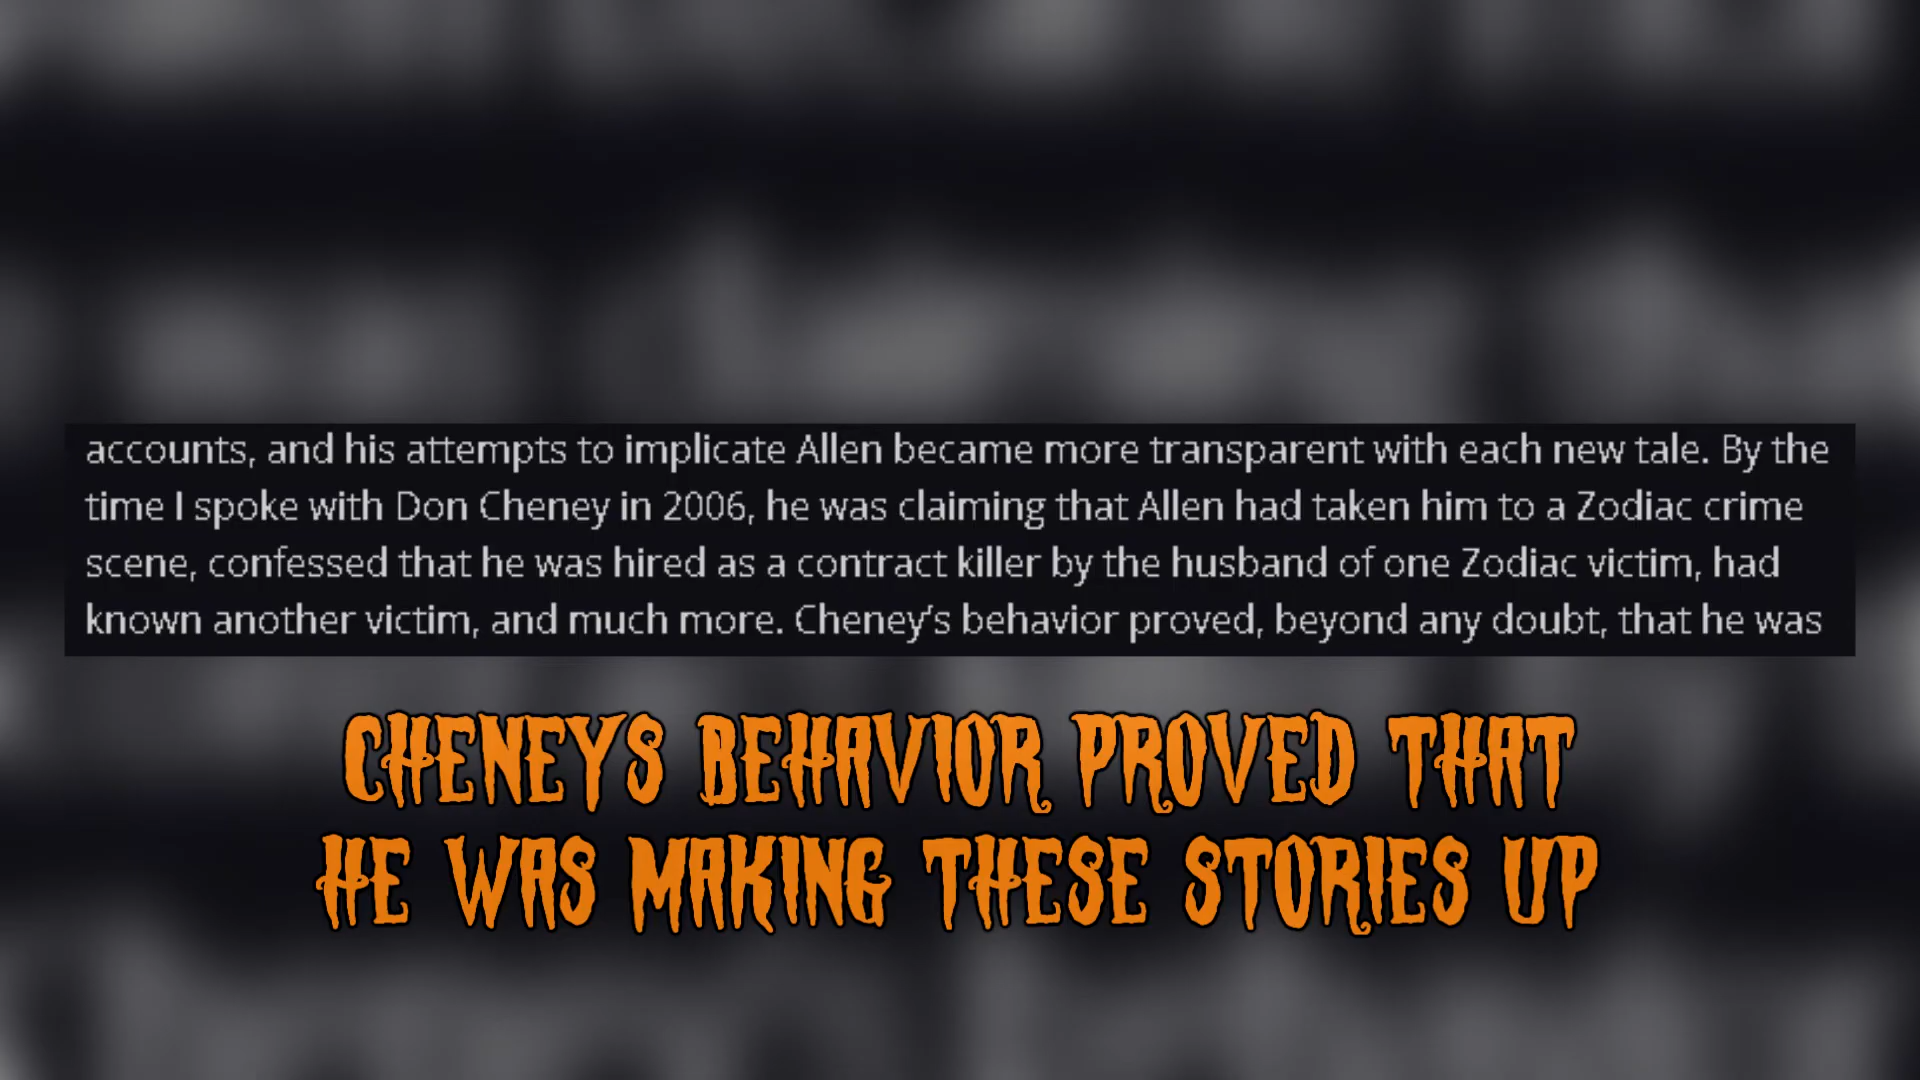 accounts, and his attempts to implicate Allen became more transparent with each new tale. By the
time I spoke with Don Cheney in 2006, he was claiming that Allen had taken him to a Zodiac crime
scene, confessed that he was hired as a contract killer by the husband of one Zodiac victim, had
known another victim, and much more. Cheney’s behavior proved, beyond any doubt, that he was
CHENEYS BEHAVIOR PROVED THAT
HE WAS MAKING THESE STORIES UP